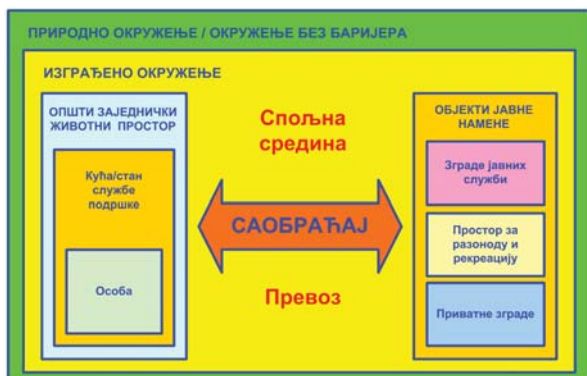 ПРИРОДНО ОКРУЖЕЊЕ / ОКРУЖЕЊЕ БЕЗ БАРИЈЕРА
ИЗГРАЂЕНО ОКРУЖЕЊЕ
ОПШТИ ЗАЈЕДНИЧКИ
ЖИВОТНИ ПРОСТОР
Кућа/стан
службе
подршке
Особа
Спољна
средина
САОБРАЋАЈ
Превоз
ОБЈЕКТИ ЈАВНЕ
НАМЕНЕ
Зграде јавних
служби
Простор за
разоноду и
рекреацију
Приватне зграде